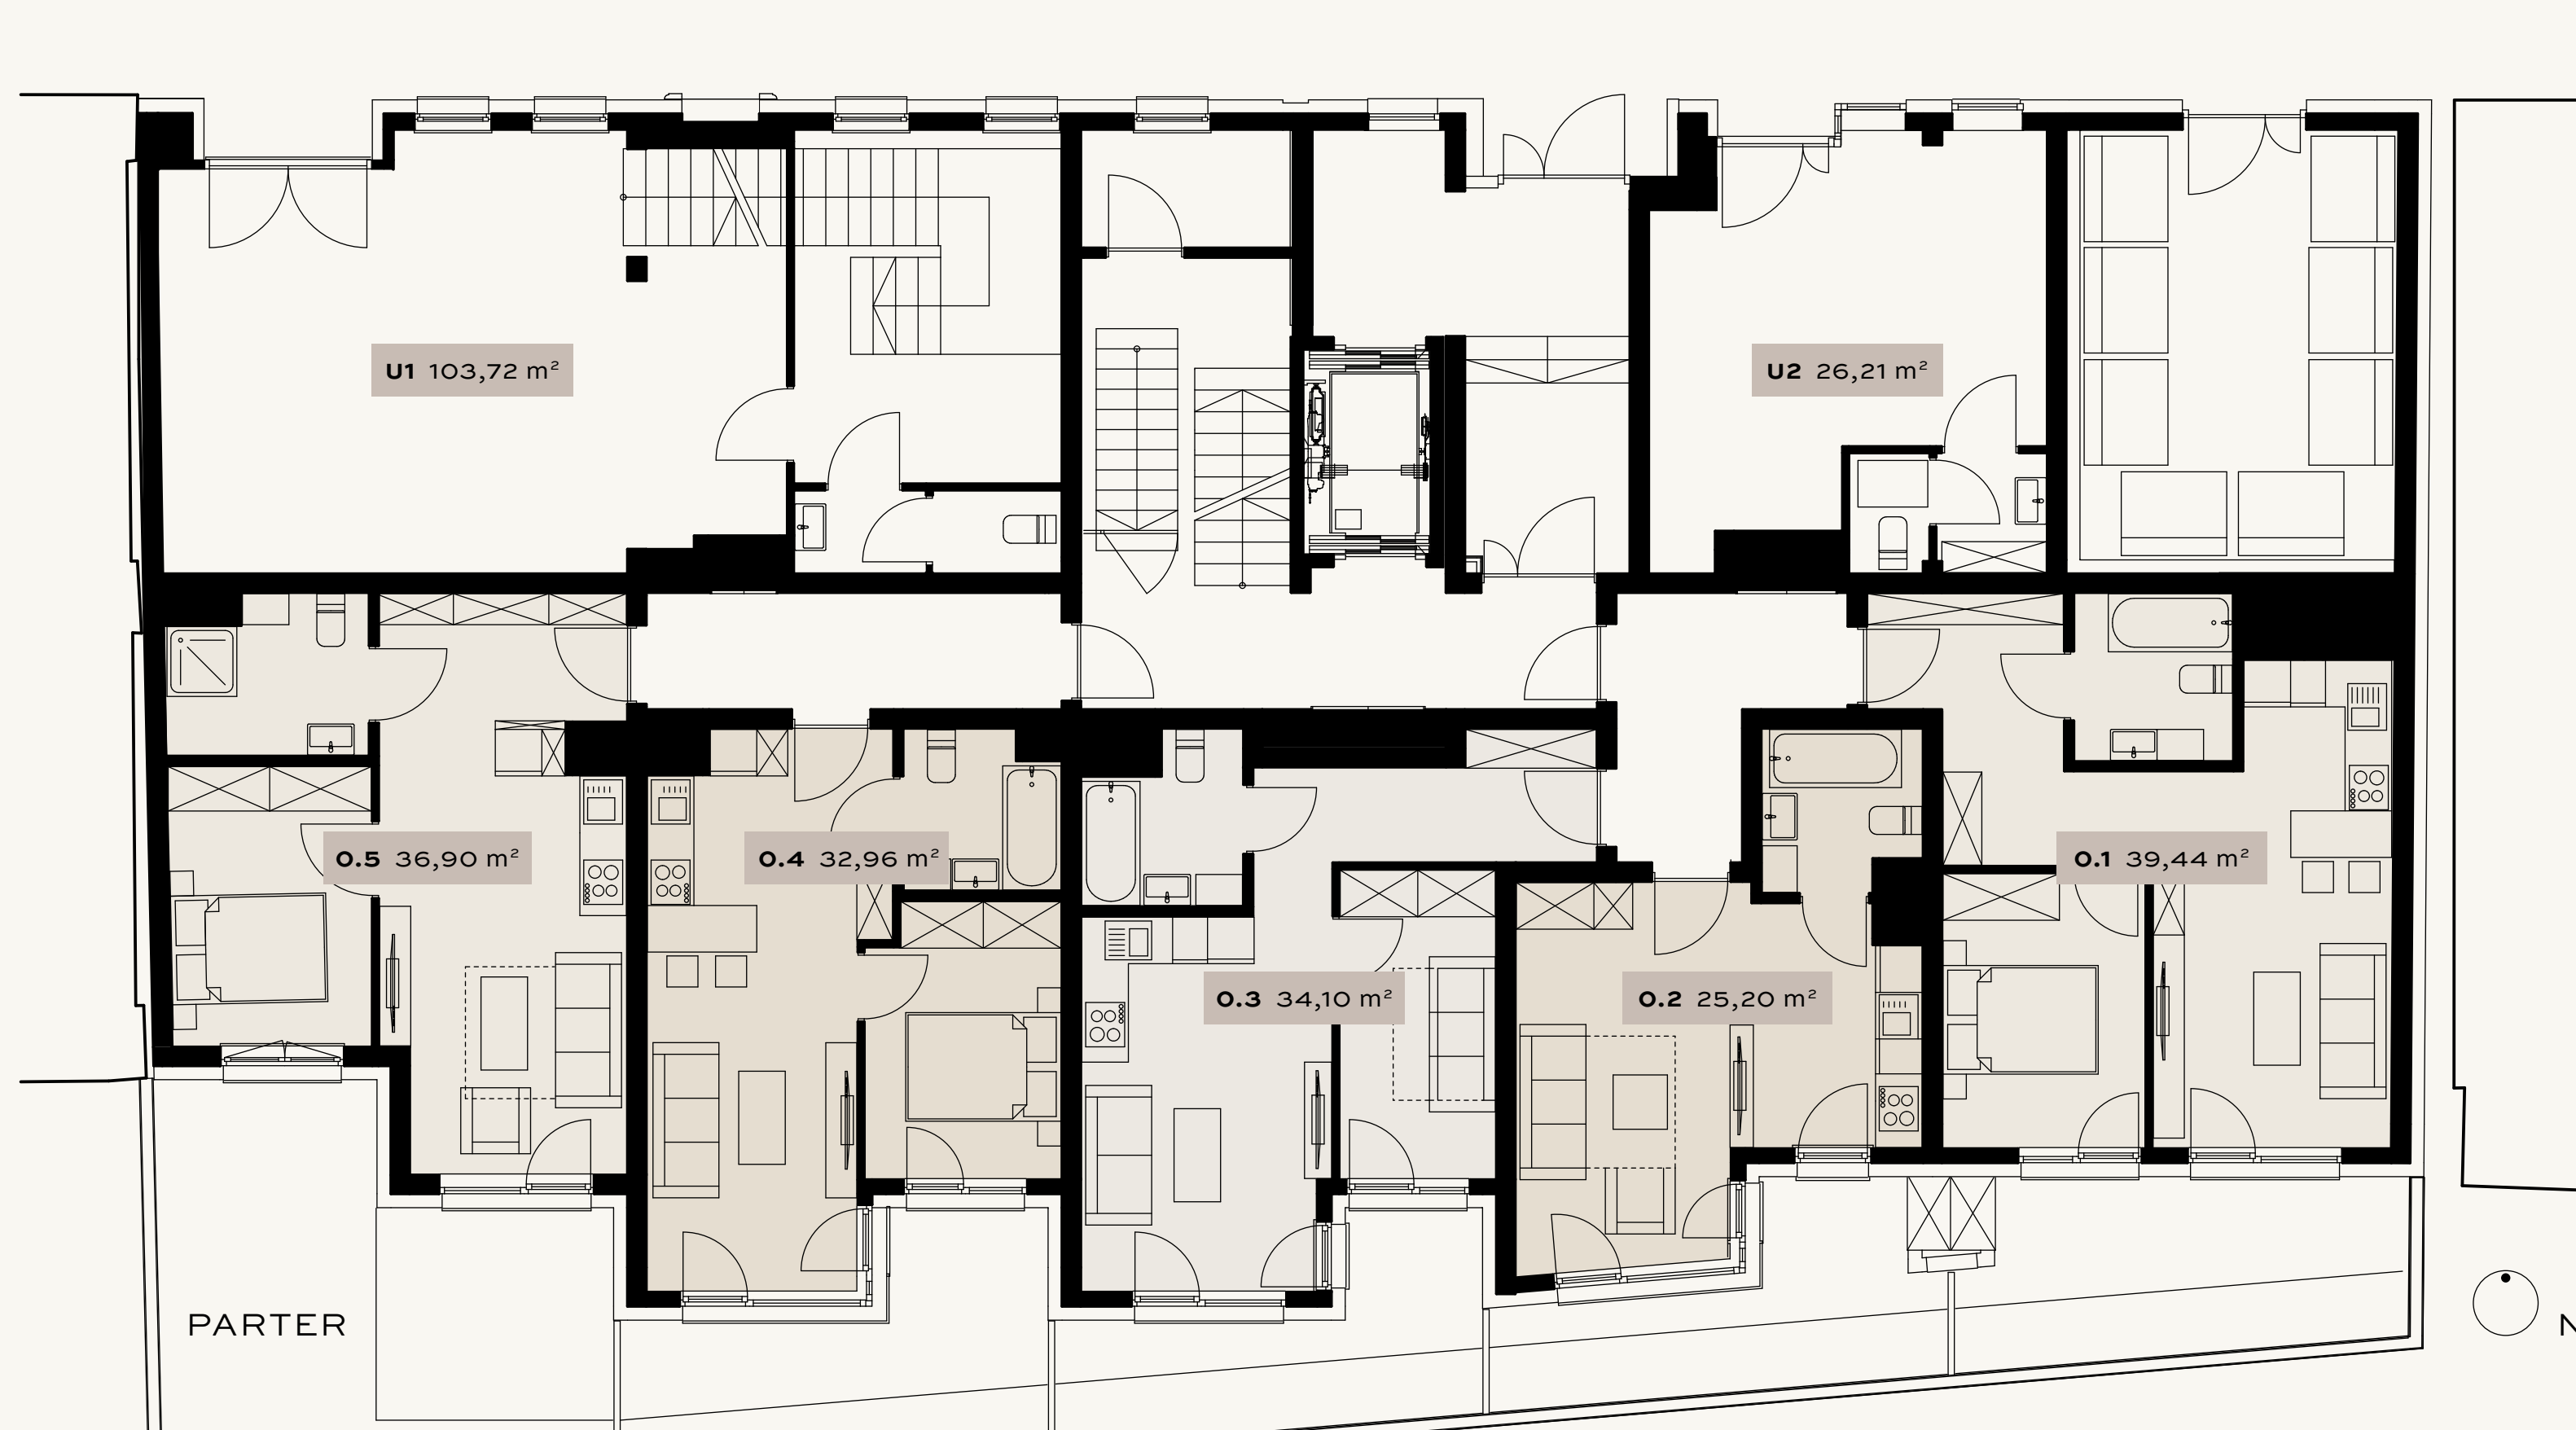 U1 103,72 m²
U2 26,21 m²
0.5 36,90 m²
0.4 32,96 m²
0.1 39,44 m²
0.3 34,10 m²
0.2 25,20 m²
PARTER
N